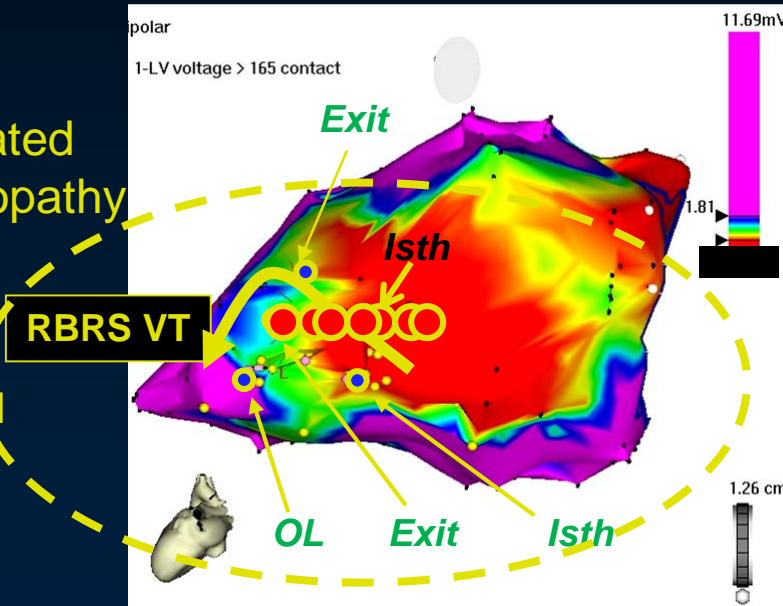 ipolar
11.69mV
1-LV voltage > 165 contact
Exit
ated
opathy
1.81
Isth
RBRS VT
1.26 cm
OL Exit Isth